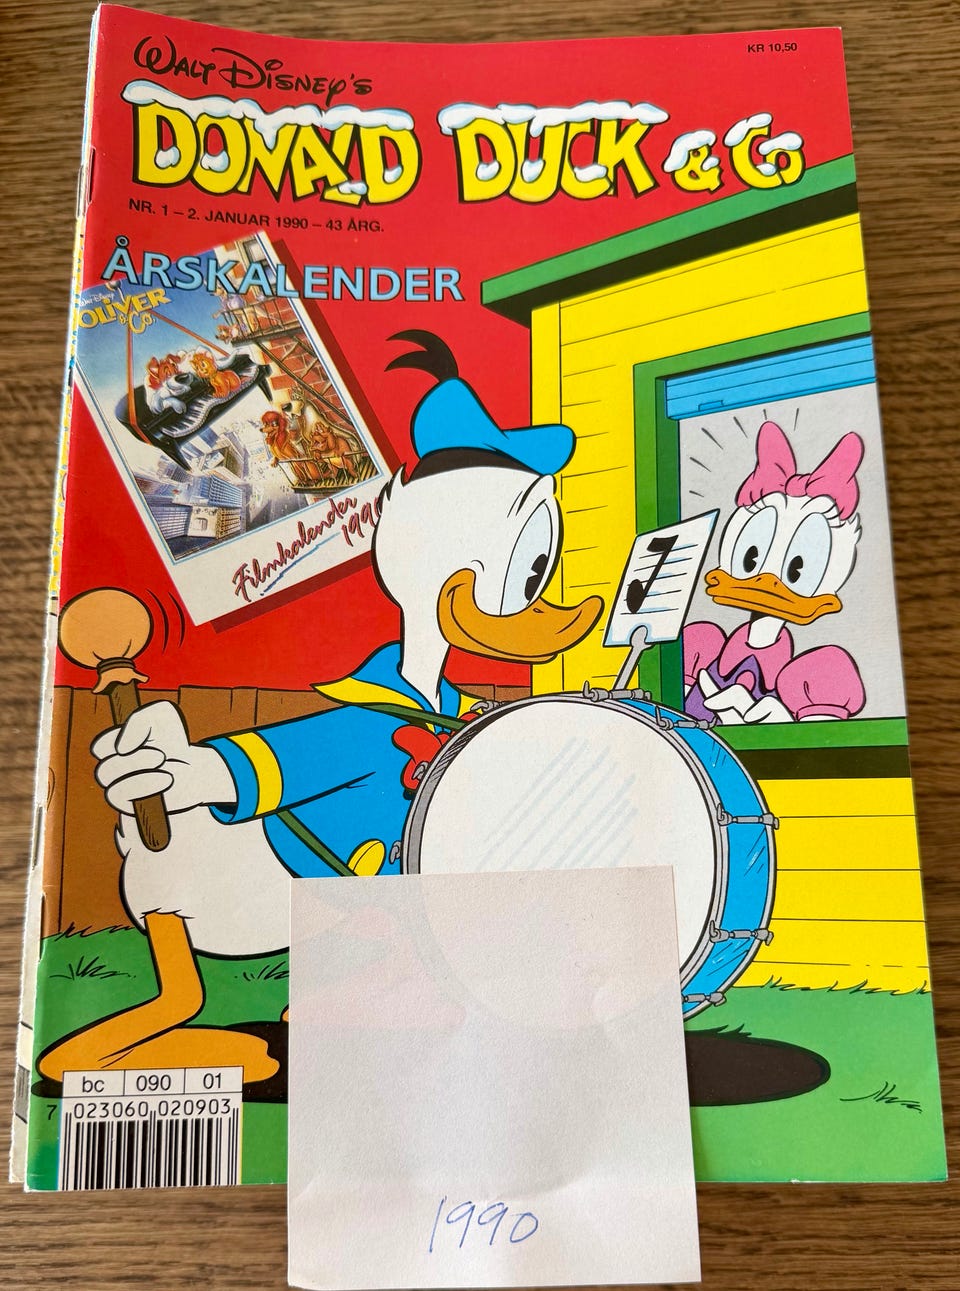 KR 10,50
WALT DISNEY'S
DONALD DUCK & Co
NR. 1 – 2. JANUAR 1990 – 43 ÅRG.
ÅRSKALENDER
Walt Disney
OLIVER
& Co.
Filmkalender
1990
bc 090 01
7 023060 020903
1990